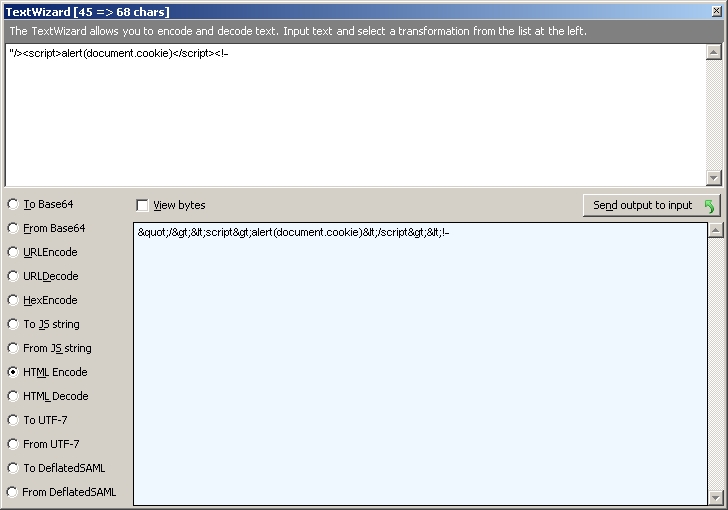 TextWizard [45 => 68 chars]
The TextWizard allows you to encode and decode text. Input text and select a transformation from the list at the left.
"/><script>alert(document.cookie)</script><!--
To Base64
View bytes
Send output to input
From Base64
&quot;/&gt;&lt;script&gt;alert(document.cookie)&lt;/script&gt;&lt;!--
URLEncode
URLDecode
HexEncode
To JS string
From JS string
HTML Encode
HTML Decode
To UTF-7
From UTF-7
To DeflatedSAML
From DeflatedSAML